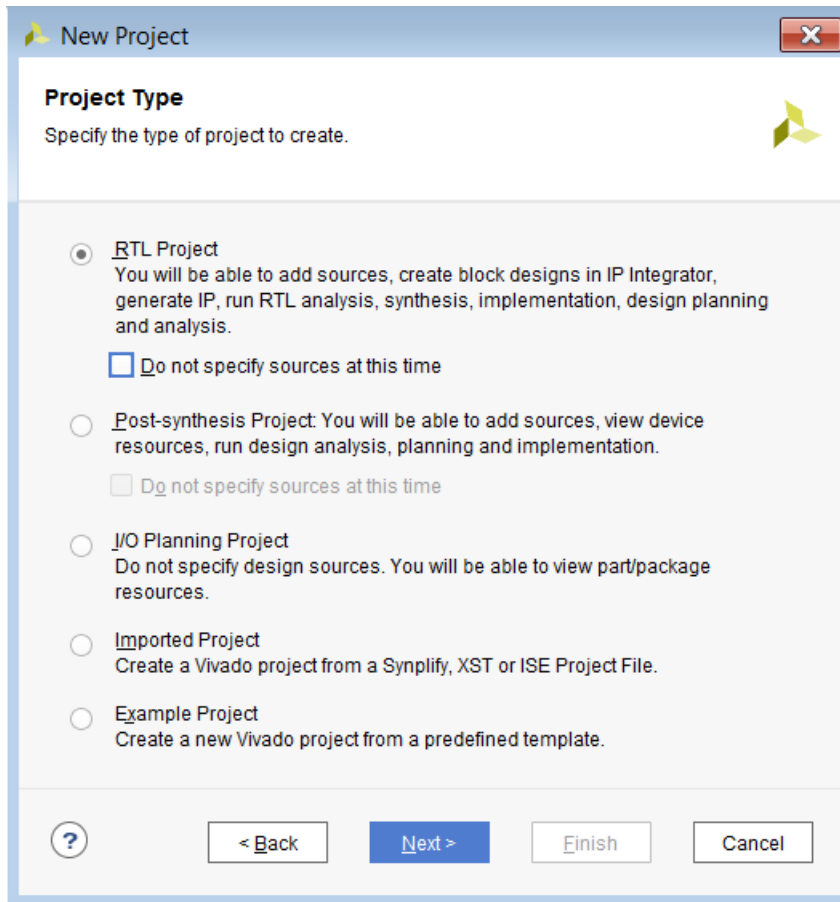 New Project
Project Type
Specify the type of project to create.
RTL Project
You will be able to add sources, create block designs in IP Integrator,
generate IP, run RTL analysis, synthesis, implementation, design planning
and analysis.
Do not specify sources at this time
Post-synthesis Project: You will be able to add sources, view device
resources, run design analysis, planning and implementation.
Do not specify sources at this time
I/O Planning Project
Do not specify design sources. You will be able to view part/package
resources.
Imported Project
Create a Vivado project from a Synplify, XST or ISE Project File.
Example Project
Create a new Vivado project from a predefined template.
? < Back Next > Finish Cancel